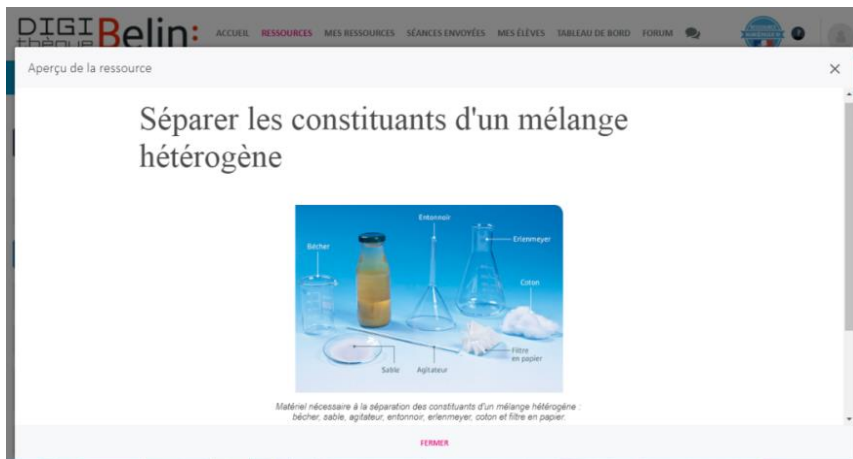 DIGI
thèque
Belin:
ACCUEIL RESSOURCES MES RESSOURCES SÉANCES ENVOYÉES MES ÉLÈVES TABLEAU DE BORD FORUM
Aperçu de la ressource
Séparer les constituants d'un mélange
hétérogène
Entonnoir
Erlenmeyer
Bécher
Coton
Filtre
en papier
Sable Agitateur
Matériel nécessaire à la séparation des constituants d'un mélange hétérogène :
bécher, sable, agitateur, entonnoir, erlenmeyer, coton et filtre en papier.
FERMER